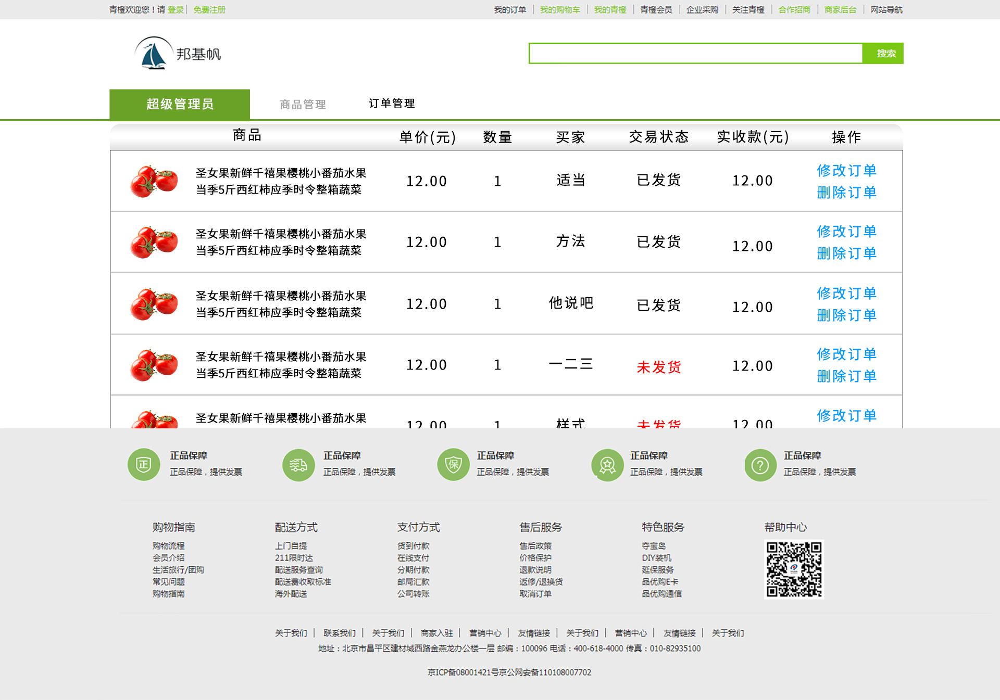 青橙欢迎您！请 登录 | 免费注册
我的订单 | 我的购物车 | 我的青橙 | 青橙会员 | 企业采购 | 关注青橙 | 合作招商 | 商家后台 | 网站导航
邦基帆
搜索
超级管理员 商品管理 订单管理
商品 单价(元) 数量 买家 交易状态 实收款(元) 操作
圣女果新鲜千禧果樱桃小番茄水果
当季5斤西红柿应季时令整箱蔬菜
12.00 1 适当 已发货 12.00
修改订单
删除订单
圣女果新鲜千禧果樱桃小番茄水果
当季5斤西红柿应季时令整箱蔬菜
12.00 1 方法 已发货 12.00
修改订单
删除订单
圣女果新鲜千禧果樱桃小番茄水果
当季5斤西红柿应季时令整箱蔬菜
12.00 1 他说吧 已发货 12.00
修改订单
删除订单
圣女果新鲜千禧果樱桃小番茄水果
当季5斤西红柿应季时令整箱蔬菜
12.00 1 一二三 未发货 12.00
修改订单
删除订单
圣女果新鲜千禧果樱桃小番茄水果
12.00 1 样式 未发货 12.00
修改订单
正 正品保障
正品保障，提供发票
正品保障
正品保障，提供发票
保 正品保障
正品保障，提供发票
正品保障
正品保障，提供发票
? 正品保障
正品保障，提供发票
购物指南
购物流程
会员介绍
生活旅行/团购
常见问题
购物指南
配送方式
上门自提
211限时达
配送服务查询
配送费收取标准
海外配送
支付方式
货到付款
在线支付
分期付款
邮局汇款
公司转账
售后服务
售后政策
价格保护
退款说明
返修/退换货
取消订单
特色服务
夺宝岛
DIY装机
延保服务
品优购E卡
品优购通信
帮助中心
关于我们 | 联系我们 | 关于我们 | 商家入驻 | 营销中心 | 友情链接 | 关于我们 | 营销中心 | 友情链接 | 关于我们
地址：北京市昌平区建材城西路金燕龙办公楼一层 邮编：100096 电话：400-618-4000 传真：010-82935100
京ICP备08001421号京公网安备110108007702